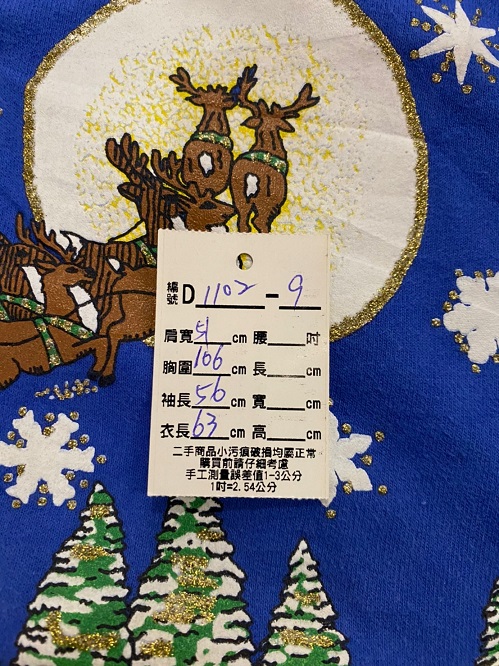 編號D 1102 - 9
肩寬 51 cm 腰 吋
胸圍 106 cm 長 cm
袖長 56 cm 寬 cm
衣長 63 cm 高 cm
二手商品小污痕破損均屬正常
購買前請仔細考慮
手工測量誤差值1-3公分
1吋=2.54公分